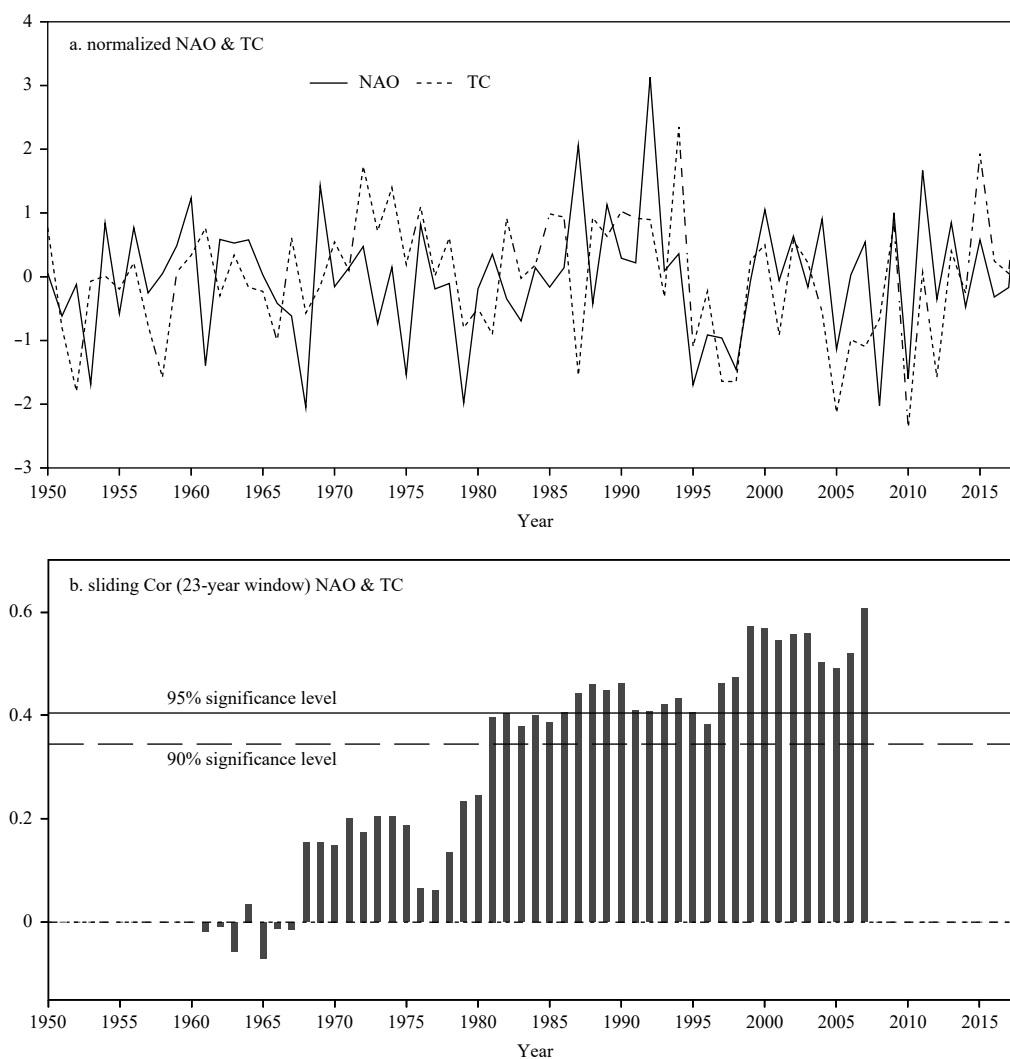 4
a. normalized NAO & TC
NAO TC
3
2
1
0
-1
-2
-3
1950 1955 1960 1965 1970 1975 1980 1985 1990 1995 2000 2005 2010 2015
Year
b. sliding Cor (23-year window) NAO & TC
0.6
95% significance level
0.4
90% significance level
0.2
0
1950 1955 1960 1965 1970 1975 1980 1985 1990 1995 2000 2005 2010 2015
Year